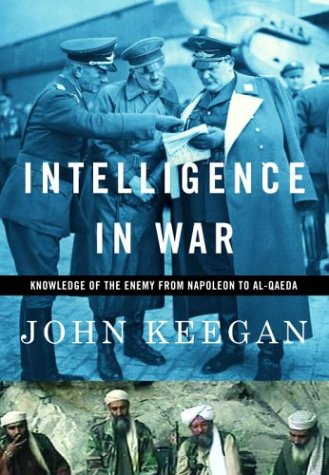 INTELLIGENCE
IN WAR
KNOWLEDGE OF THE ENEMY FROM NAPOLEON TO AL-QAEDA
JOHN KEEGAN